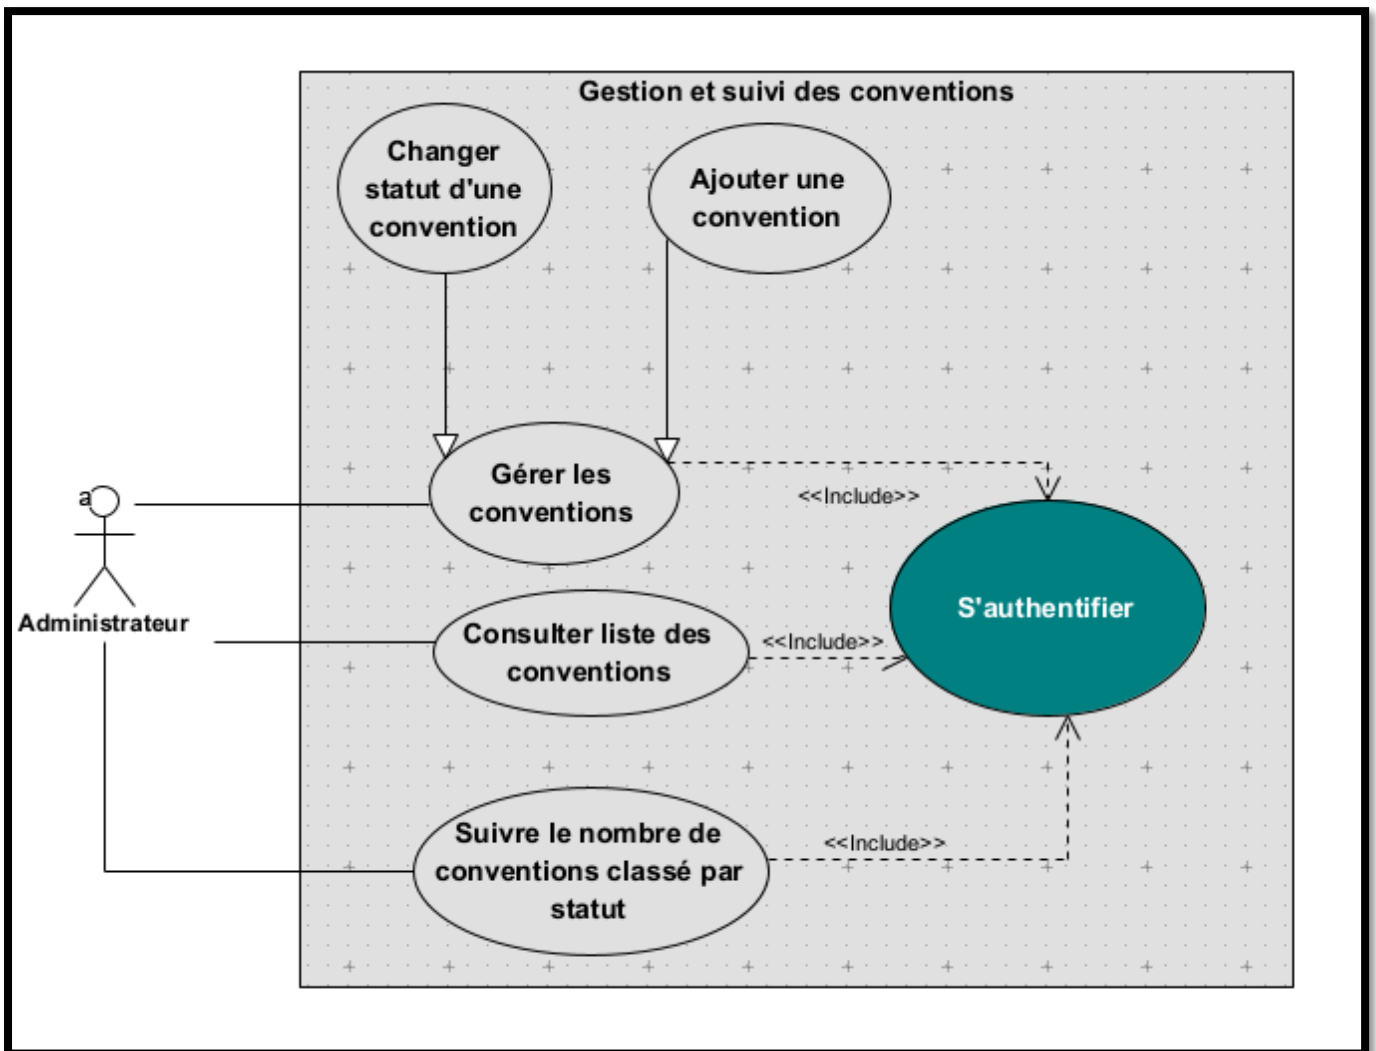 Gestion et suivi des conventions
Changer
statut d'une
convention
Ajouter une
convention
Gérer les
conventions
<<Include>>
a
Administrateur
S'authentifier
Consulter liste des
conventions
<<Include>>
Suivre le nombre de
conventions classé par
statut
<<Include>>